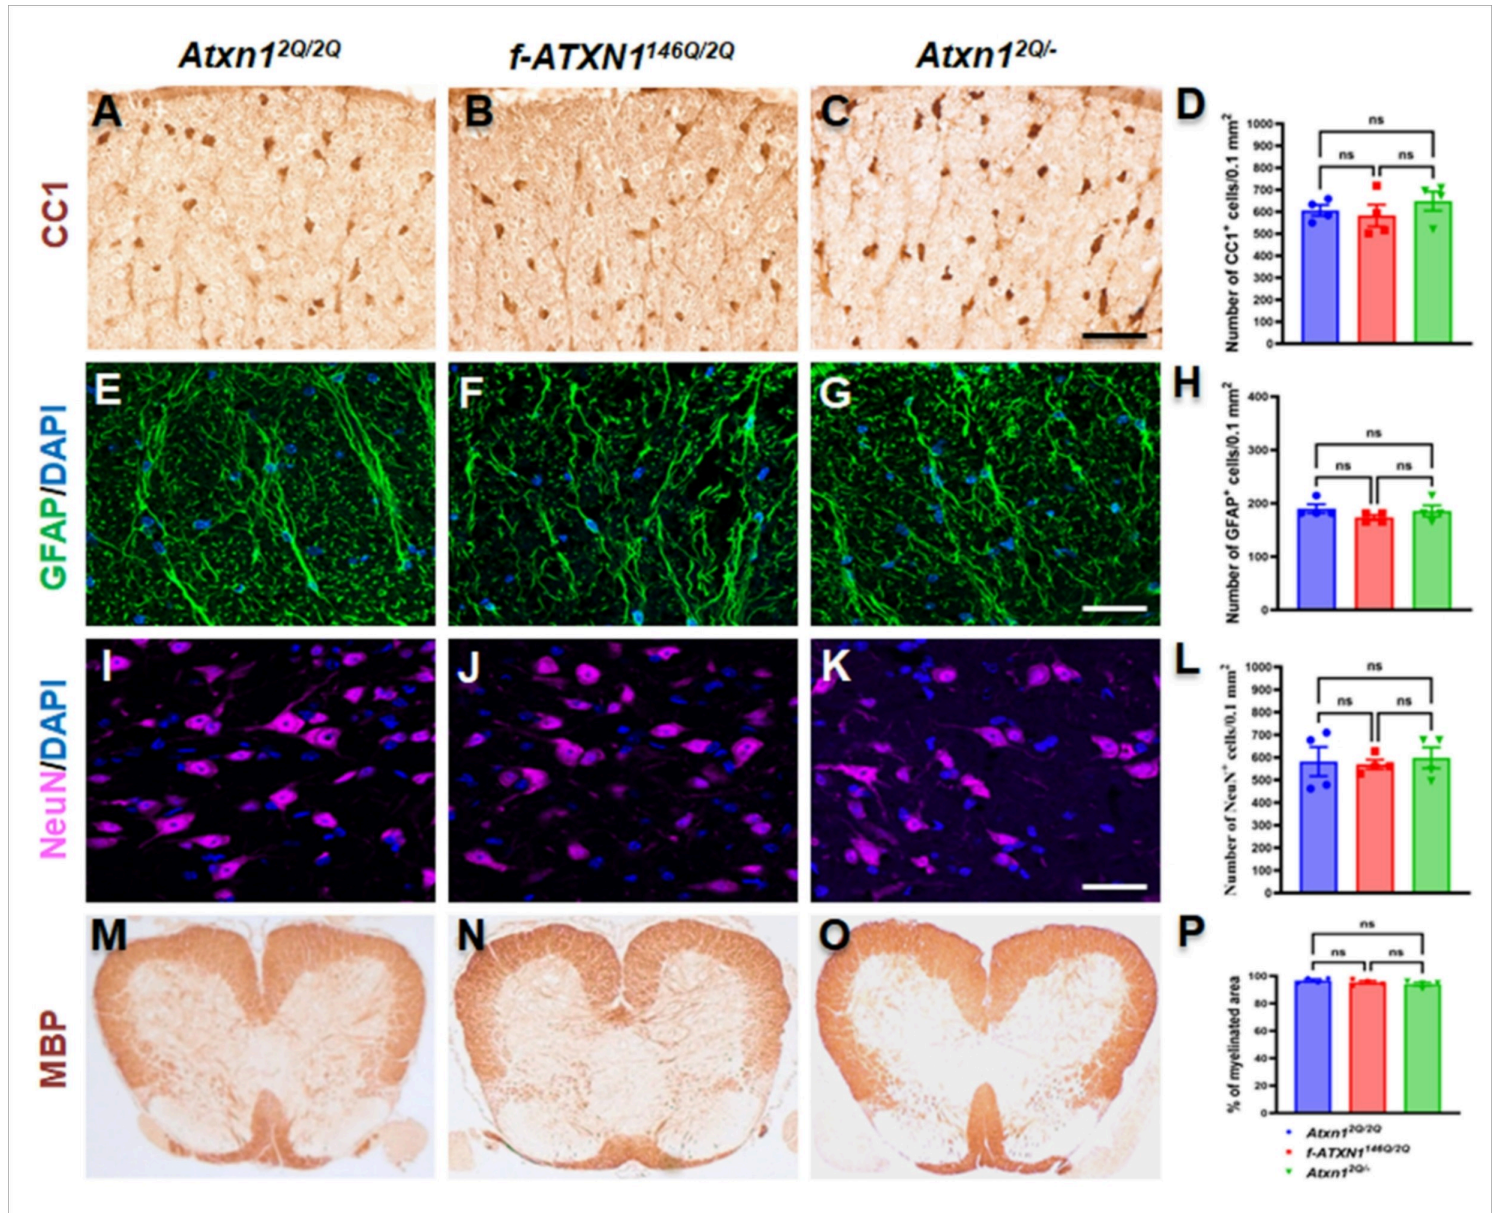 Atxn1^2Q/2Q
f-ATXN1^146Q/2Q
Atxn1^2Q/-
CC1
A
B
C
D
Number of CC1⁺ cells/0.1 mm²
1000
900
800
700
600
500
400
300
200
100
0
ns
ns
ns
GFAP/DAPI
E
F
G
H
Number of GFAP⁺ cells/0.1 mm²
400
300
200
100
0
ns
ns
ns
NeuN/DAPI
I
J
K
L
Number of NeuN⁺ cells/0.1 mm²
1000
900
800
700
600
500
400
300
200
100
0
ns
ns
ns
MBP
M
N
O
P
% of myelinated area
100
80
60
40
20
0
ns
ns
ns
Atxn1^2Q/2Q
f-ATXN1^146Q/2Q
Atxn1^2Q/-